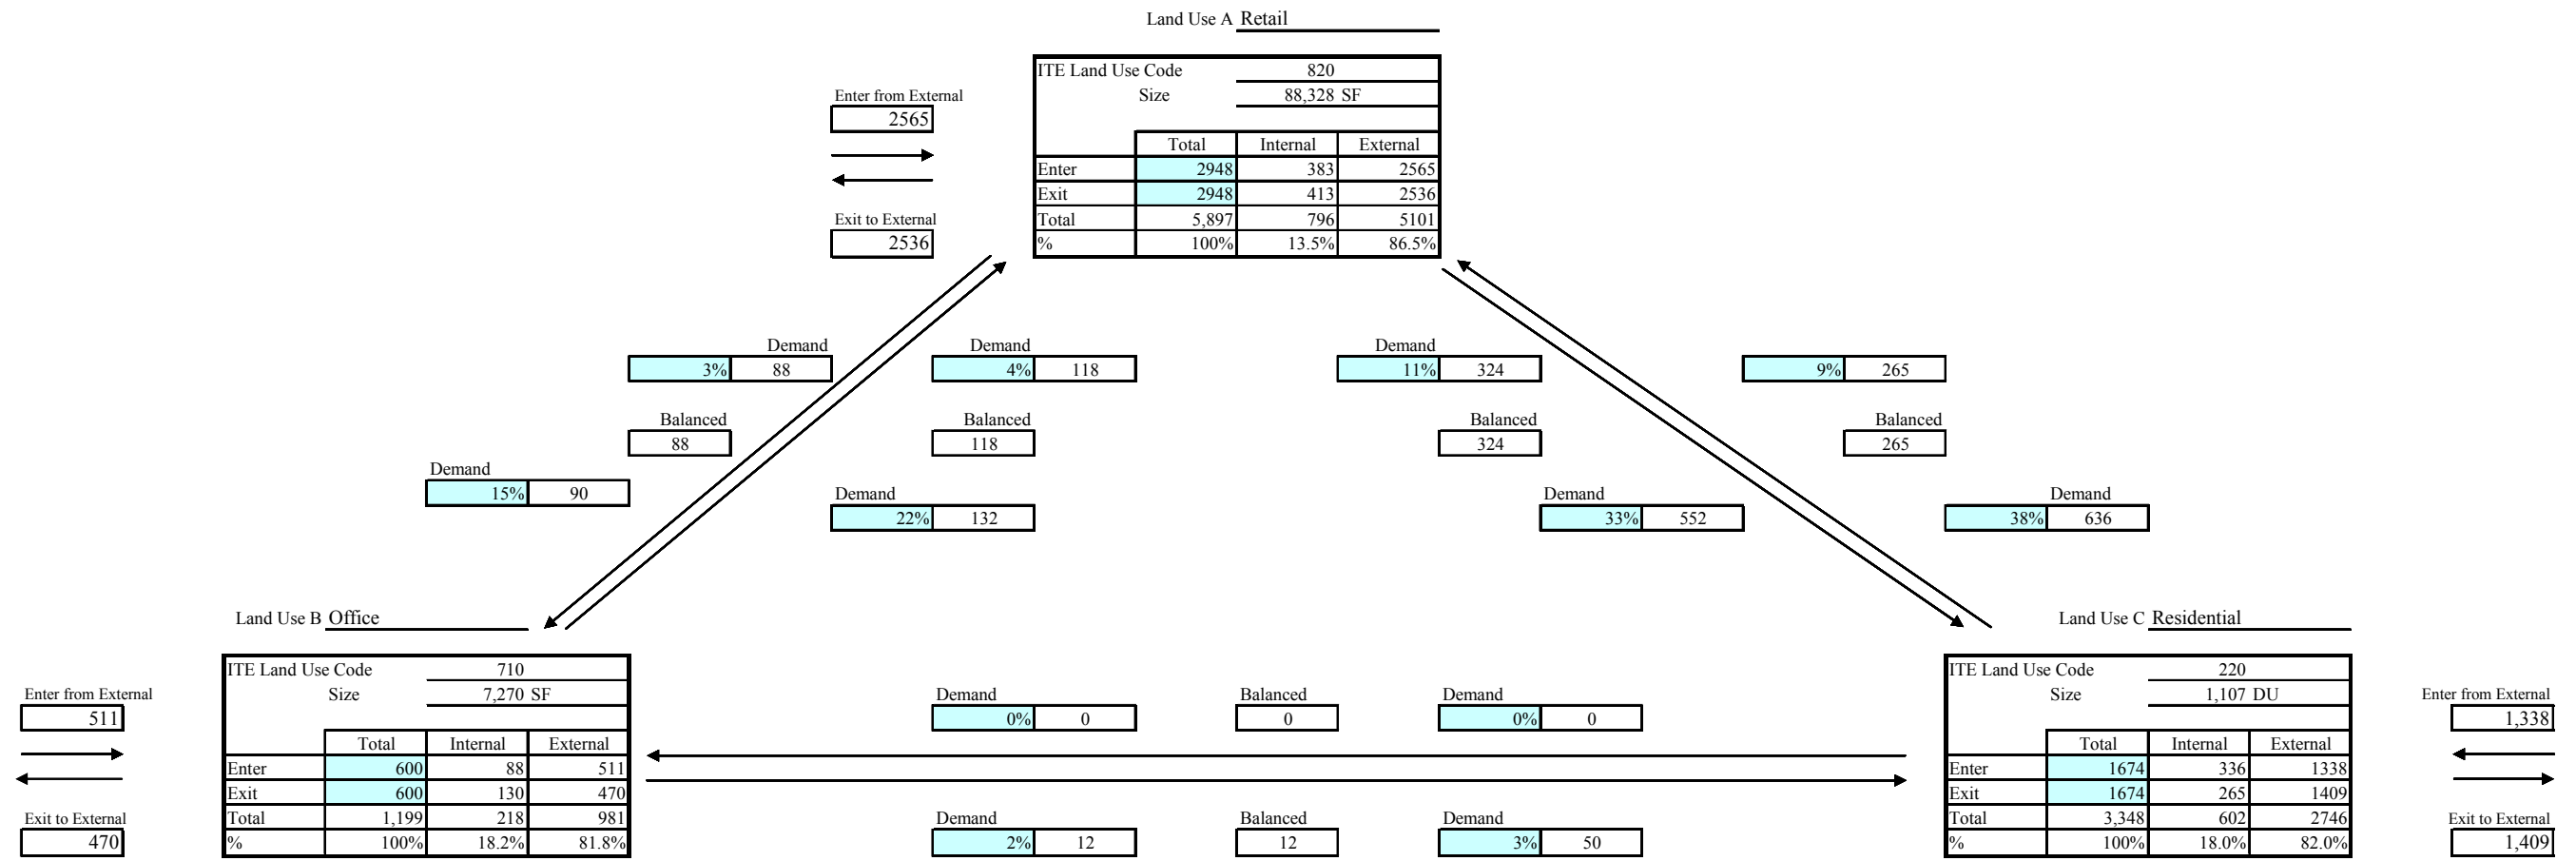 Land Use A Retail
ITE Land Use Code 820
Enter from External Size 88,328 SF
2565
Total Internal External
Enter 2948 383 2565
Exit 2948 413 2536
Exit to External Total 5,897 796 5101
2536 % 100% 13.5% 86.5%
Demand Demand Demand
3% 88 4% 118 11% 324 9% 265
Balanced Balanced Balanced Balanced
88 118 324 265
Demand
15% 90
Demand Demand Demand
22% 132 33% 552 38% 636
Land Use B Office Land Use C Residential
ITE Land Use Code 710 ITE Land Use Code 220
Enter from External Size 7,270 SF Demand Balanced Demand Size 1,107 DU Enter from External
511 0% 0 0 0% 0 1,338
Total Internal External Total Internal External
Enter 600 88 511 Enter 1674 336 1338
Exit 600 130 470 Exit 1674 265 1409
Exit to External Total 1,199 218 981 Demand Balanced Demand Total 3,348 602 2746 Exit to External
470 % 100% 18.2% 81.8% 2% 12 12 3% 50 % 100% 18.0% 82.0% 1,409